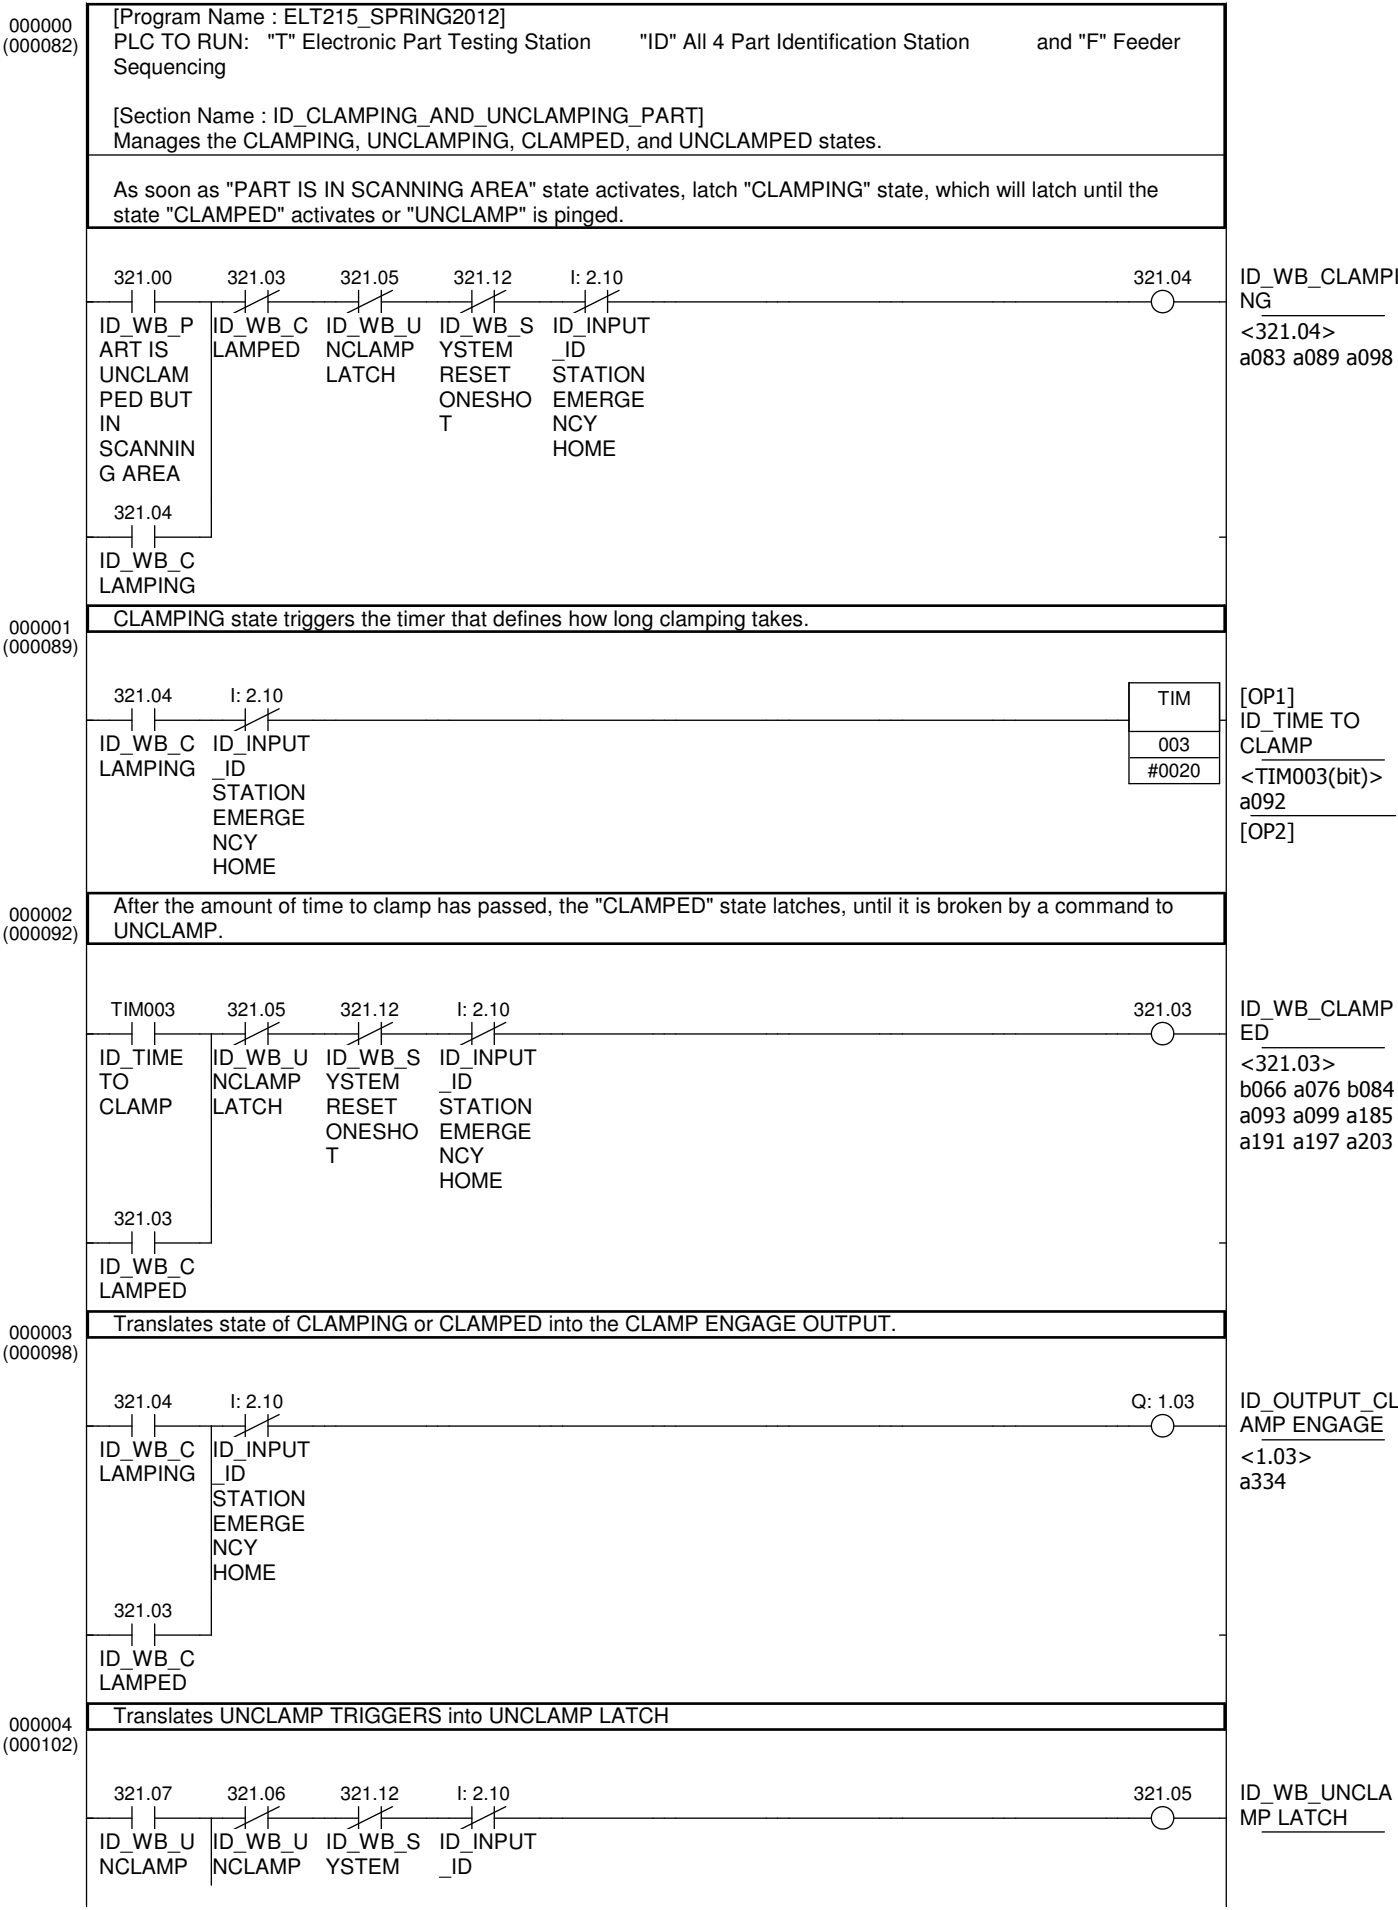 000000
(000082)
[Program Name : ELT215_SPRING2012]
PLC TO RUN: "T" Electronic Part Testing Station "ID" All 4 Part Identification Station and "F" Feeder
Sequencing
[Section Name : ID_CLAMPING_AND_UNCLAMPING_PART]
Manages the CLAMPING, UNCLAMPING, CLAMPED, and UNCLAMPED states.
As soon as "PART IS IN SCANNING AREA" state activates, latch "CLAMPING" state, which will latch until the
state "CLAMPED" activates or "UNCLAMP" is pinged.
321.00 321.03 321.05 321.12 I: 2.10 321.04 ID_WB_CLAMPI
NG
ID_WB_P ID_WB_C ID_WB_U ID_WB_S ID_INPUT <321.04>
ART IS LAMPED NCLAMP YSTEM _ID a083 a089 a098
UNCLAM LATCH RESET STATION
PED BUT ONESHO EMERGE
IN T NCY
SCANNIN HOME
G AREA
321.04
ID_WB_C
LAMPING
000001
(000089)
CLAMPING state triggers the timer that defines how long clamping takes.
321.04 I: 2.10 TIM [OP1]
ID_TIME TO
ID_WB_C ID_INPUT 003 CLAMP
LAMPING _ID #0020 <TIM003(bit)>
STATION a092
EMERGE [OP2]
NCY
HOME
000002
(000092)
After the amount of time to clamp has passed, the "CLAMPED" state latches, until it is broken by a command to
UNCLAMP.
TIM003 321.05 321.12 I: 2.10 321.03 ID_WB_CLAMP
ED
ID_TIME ID_WB_U ID_WB_S ID_INPUT <321.03>
TO NCLAMP YSTEM _ID b066 a076 b084
CLAMP LATCH RESET STATION a093 a099 a185
ONESHO EMERGE a191 a197 a203
T NCY
HOME
321.03
ID_WB_C
LAMPED
000003
(000098)
Translates state of CLAMPING or CLAMPED into the CLAMP ENGAGE OUTPUT.
321.04 I: 2.10 Q: 1.03 ID_OUTPUT_CL
AMP ENGAGE
ID_WB_C ID_INPUT <1.03>
LAMPING _ID a334
STATION
EMERGE
NCY
HOME
321.03
ID_WB_C
LAMPED
000004
(000102)
Translates UNCLAMP TRIGGERS into UNCLAMP LATCH
321.07 321.06 321.12 I: 2.10 321.05 ID_WB_UNCLA
MP LATCH
ID_WB_U ID_WB_U ID_WB_S ID_INPUT
NCLAMP NCLAMP YSTEM _ID